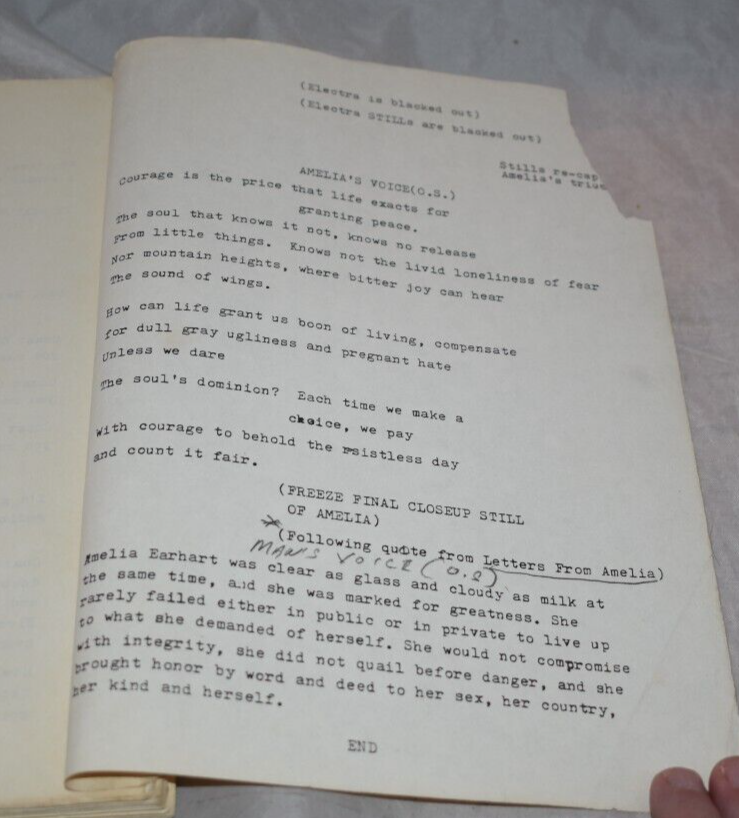 (Electra is blacked out)
(Electra STILLs are blacked out)
Stills re-cap
Amelia's
AMELIA'S VOICE(O.S.)
Courage is the price that life exacts for
granting peace.
The soul that knows it not, knows no release
From little things. Knows not the livid loneliness of fear
Nor mountain heights, where bitter joy can hear
The sound of wings.
How can life grant us boon of living, compensate
for dull gray ugliness and pregnant hate
Unless we dare
The soul's dominion? Each time we make a
choice, we pay
with courage to behold the rsistless day
and count it fair.
(FREEZE FINAL CLOSEUP STILL
OF AMELIA)
(Following quote from Letters From Amelia)
MAN'S VOICE (O.S)
Amelia Earhart was clear as glass and cloudy as milk at
the same time, and she was marked for greatness. She
rarely failed either in public or in private to live up
to what she demanded of herself. She would not compromise
with integrity, she did not quail before danger, and she
brought honor by word and deed to her sex, her country,
her kind and herself.
END